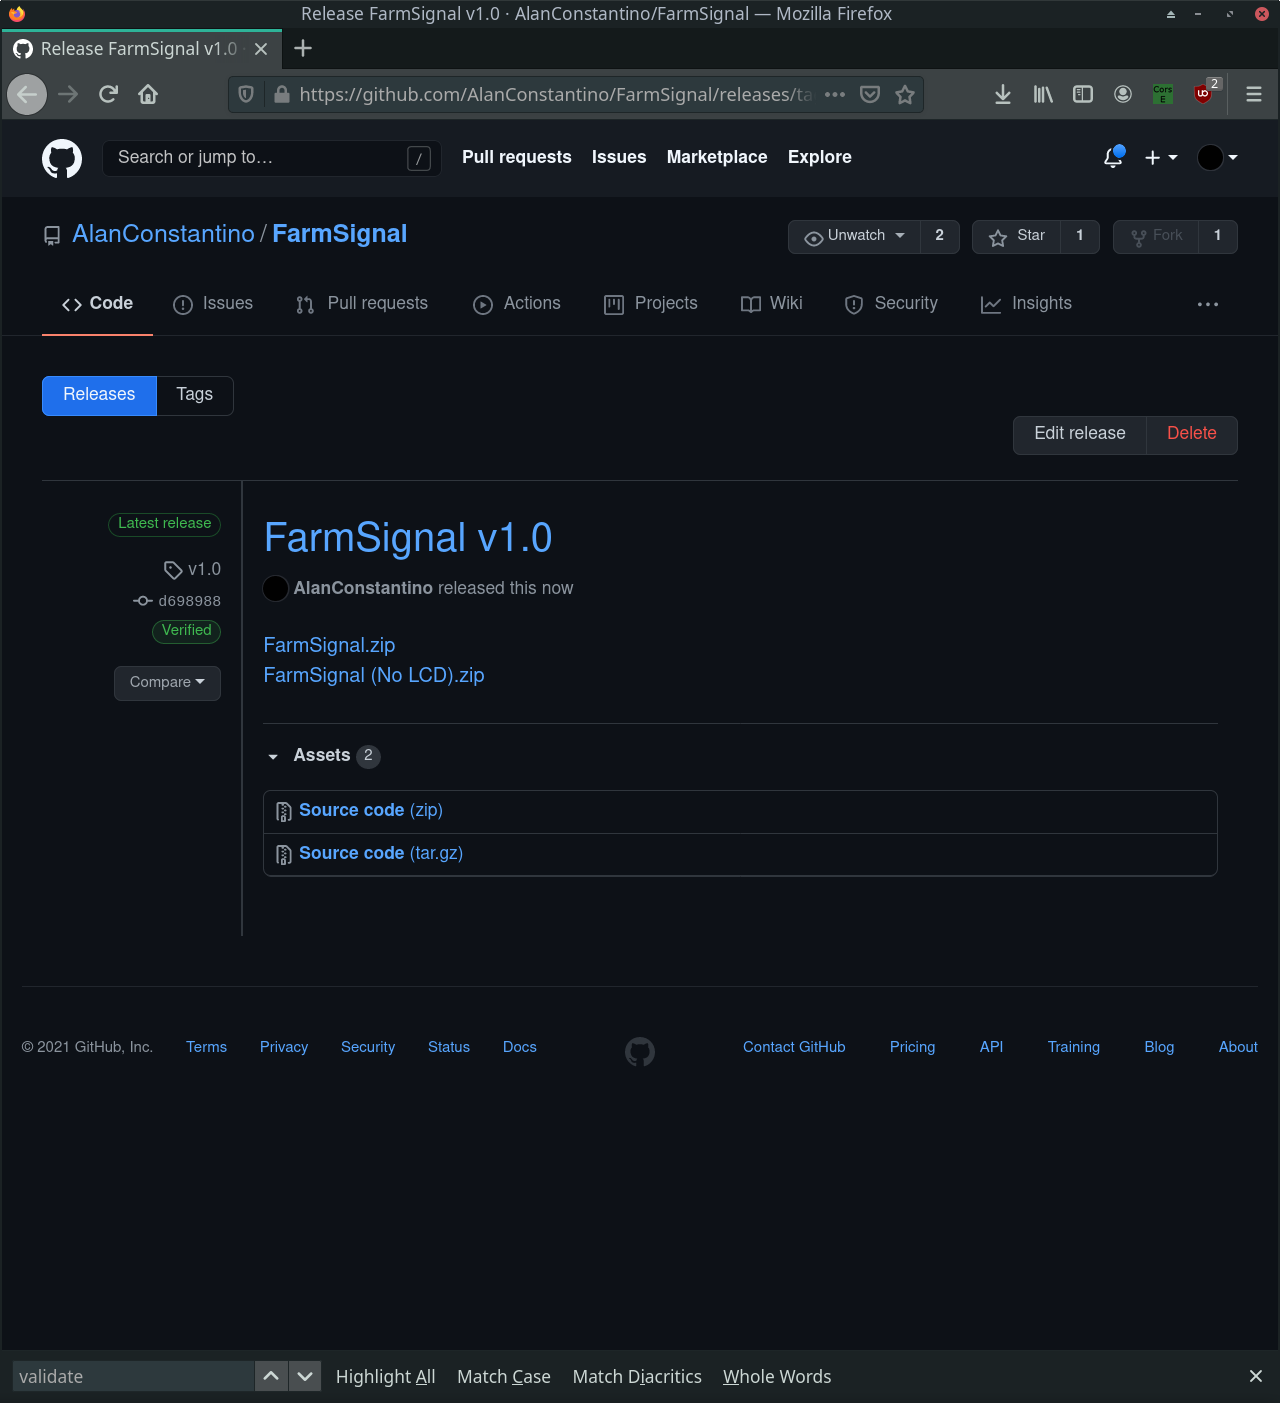 Release FarmSignal v1.0 · AlanConstantino/FarmSignal — Mozilla Firefox
Release FarmSignal v1.0 ·
https://github.com/AlanConstantino/FarmSignal/releases/ta
Cors
E
2
Search or jump to…
/
Pull requests
Issues
Marketplace
Explore
AlanConstantino / FarmSignal
Unwatch
2
Star
1
Fork
1
Code
Issues
Pull requests
Actions
Projects
Wiki
Security
Insights
Releases
Tags
Edit release
Delete
Latest release
v1.0
d698988
Verified
Compare
FarmSignal v1.0
AlanConstantino released this now
FarmSignal.zip
FarmSignal (No LCD).zip
Assets 2
Source code (zip)
Source code (tar.gz)
© 2021 GitHub, Inc.
Terms
Privacy
Security
Status
Docs
Contact GitHub
Pricing
API
Training
Blog
About
validate
Highlight All
Match Case
Match Diacritics
Whole Words